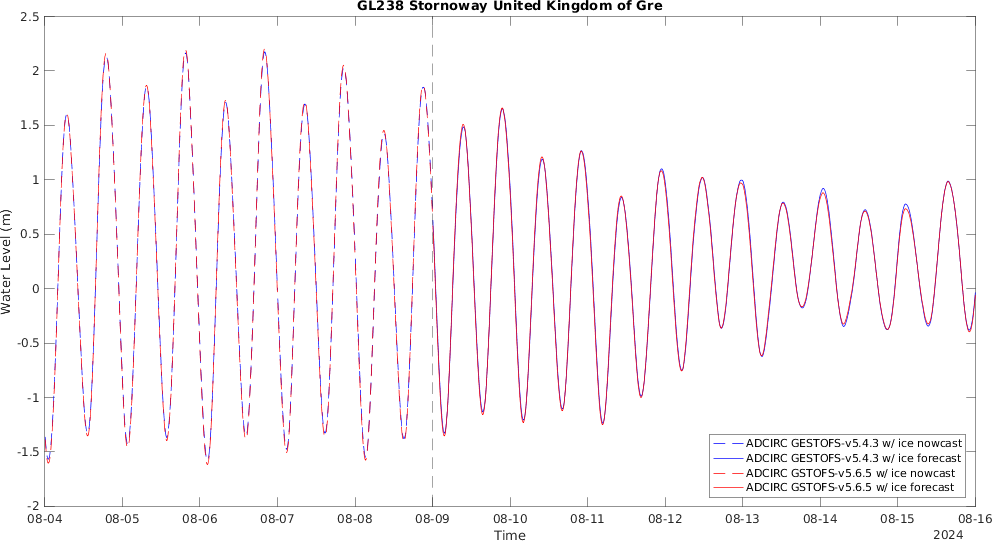 GL238 Stornoway United Kingdom of Gre
2.5
2
1.5
1
0.5
0
-0.5
-1
-1.5
-2
Water Level (m)
08-04 08-05 08-06 08-07 08-08 08-09 08-10 08-11 08-12 08-13 08-14 08-15 08-16
Time
2024
ADCIRC GESTOFS-v5.4.3 w/ ice nowcast
ADCIRC GESTOFS-v5.4.3 w/ ice forecast
ADCIRC GSTOFS-v5.6.5 w/ ice nowcast
ADCIRC GSTOFS-v5.6.5 w/ ice forecast